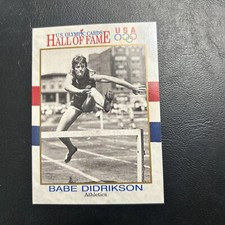 U.S. OLYMPIC CARDS
HALL OF FAME
USA
BABE DIDRIKSON
Athletics